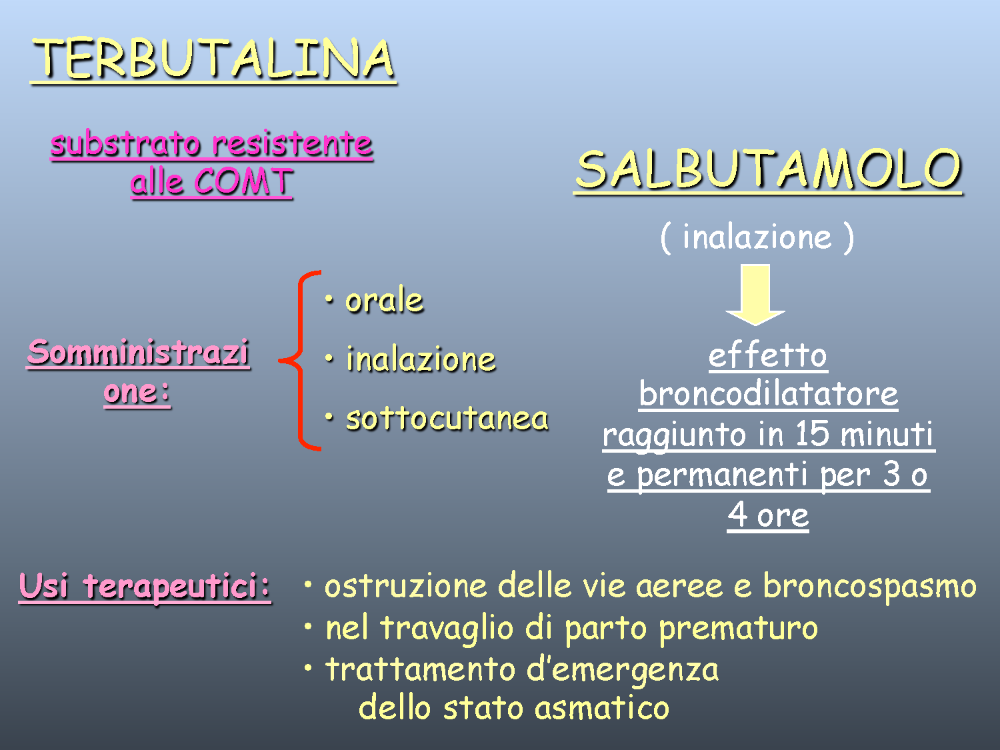 TERBUTALINA
substrato resistente
alle COMT
Somministrazi
one:
• orale
• inalazione
• sottocutanea
SALBUTAMOLO
( inalazione )
effetto
broncodilatatore
raggiunto in 15 minuti
e permanenti per 3 o
4 ore
Usi terapeutici:
• ostruzione delle vie aeree e broncospasmo
• nel travaglio di parto prematuro
• trattamento d’emergenza
dello stato asmatico